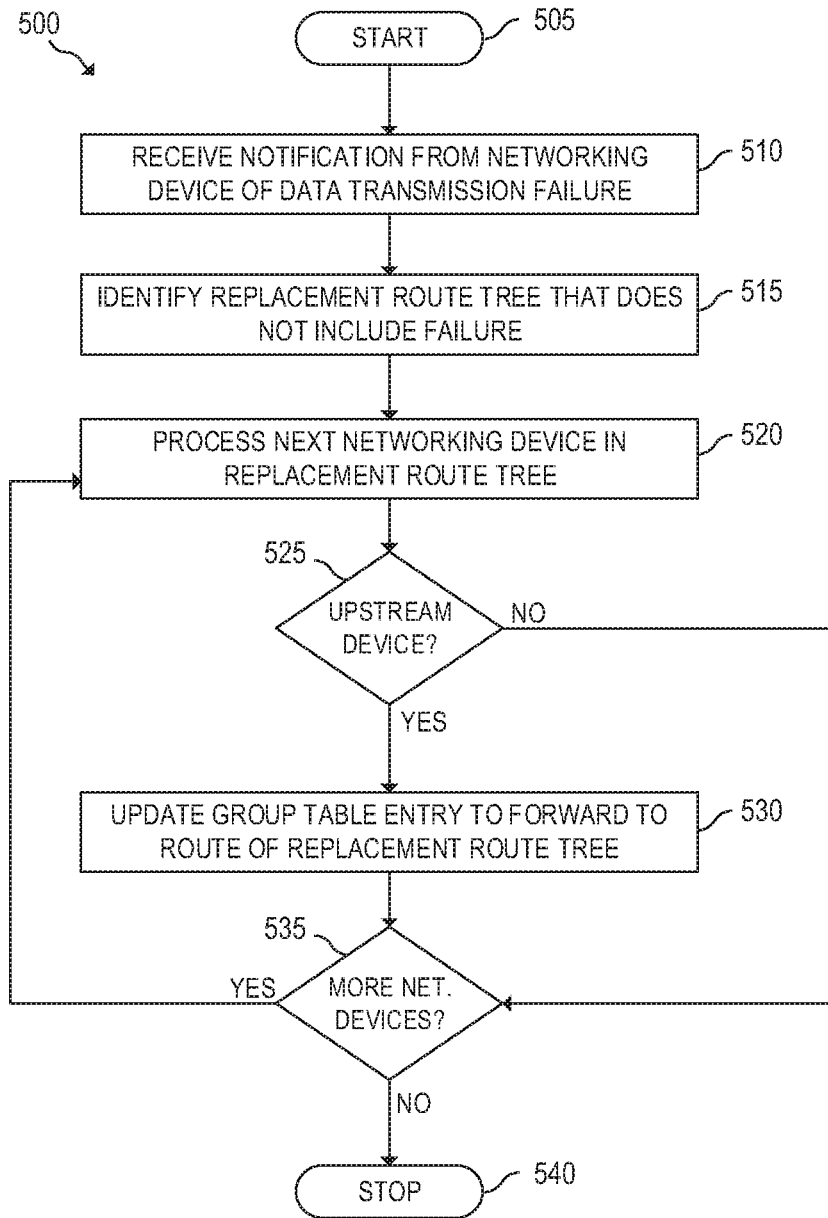 500
START
505
RECEIVE NOTIFICATION FROM NETWORKING
DEVICE OF DATA TRANSMISSION FAILURE
510
IDENTIFY REPLACEMENT ROUTE TREE THAT DOES
NOT INCLUDE FAILURE
515
PROCESS NEXT NETWORKING DEVICE IN
REPLACEMENT ROUTE TREE
520
525
UPSTREAM
DEVICE?
NO
YES
UPDATE GROUP TABLE ENTRY TO FORWARD TO
ROUTE OF REPLACEMENT ROUTE TREE
530
535
YES
MORE NET.
DEVICES?
NO
STOP
540